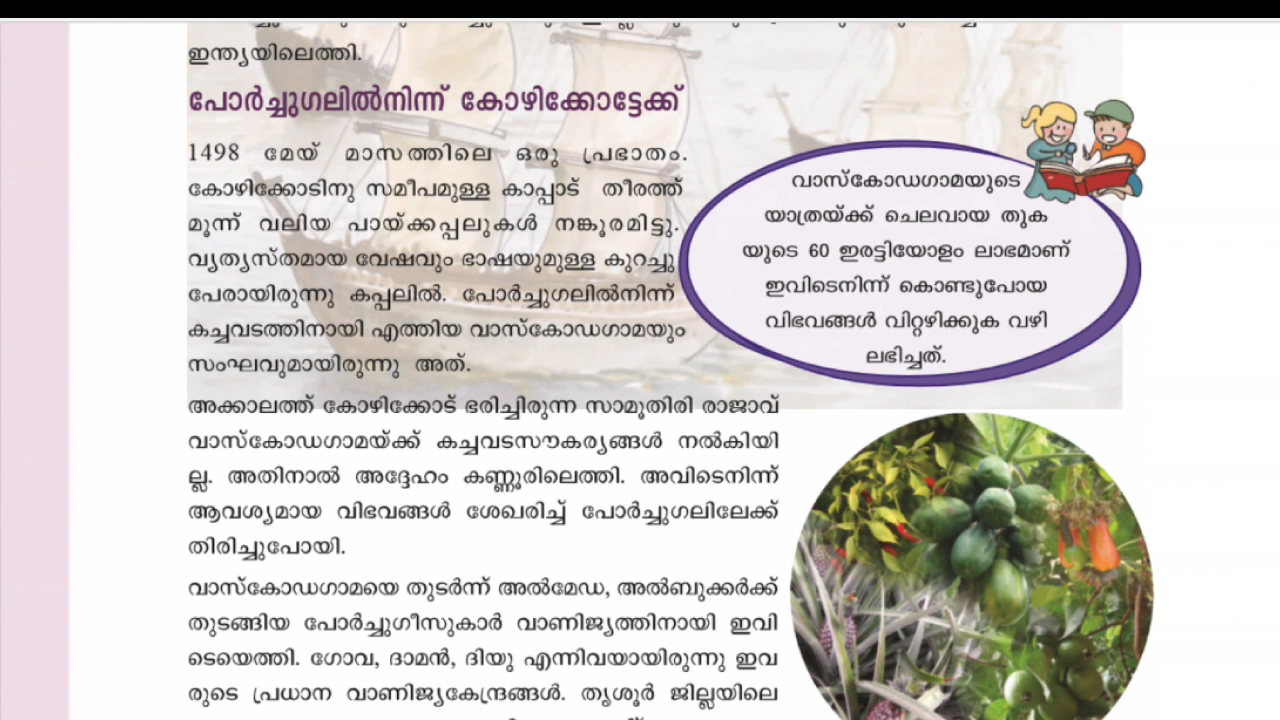 ഇന്ത്യയിലെത്തി.
പോർച്ചുഗലിൽനിന്ന് കോഴിക്കോട്ടേക്ക്
1498 മേയ് മാസത്തിലെ ഒരു പ്രഭാതം.
കോഴിക്കോടിനു സമീപമുള്ള കാപ്പാട് തീരത്ത്
മൂന്ന് വലിയ പായ്ക്കപ്പലുകൾ നങ്കൂരമിട്ടു.
വ്യത്യസ്തമായ വേഷവും ഭാഷയുമുള്ള കുറച്ചു
പേരായിരുന്നു കപ്പലിൽ. പോർച്ചുഗലിൽനിന്ന്
കച്ചവടത്തിനായി എത്തിയ വാസ്കോഡഗാമയും
സംഘവുമായിരുന്നു അത്.
വാസ്കോഡഗാമയുടെ
യാത്രയ്ക്ക് ചെലവായ തുക
യുടെ 60 ഇരട്ടിയോളം ലാഭമാണ്
ഇവിടെനിന്ന് കൊണ്ടുപോയ
വിഭവങ്ങൾ വിറ്റഴിക്കുക വഴി
ലഭിച്ചത്.
അക്കാലത്ത് കോഴിക്കോട് ഭരിച്ചിരുന്ന സാമൂതിരി രാജാവ്
വാസ്കോഡഗാമയ്ക്ക് കച്ചവടസൗകര്യങ്ങൾ നൽകിയി
ല്ല. അതിനാൽ അദ്ദേഹം കണ്ണൂരിലെത്തി. അവിടെനിന്ന്
ആവശ്യമായ വിഭവങ്ങൾ ശേഖരിച്ച് പോർച്ചുഗലിലേക്ക്
തിരിച്ചുപോയി.
വാസ്കോഡഗാമയെ തുടർന്ന് അൽമേഡ, അൽബുക്കർക്ക്
തുടങ്ങിയ പോർച്ചുഗീസുകാർ വാണിജ്യത്തിനായി ഇവി
ടെയെത്തി. ഗോവ, ദാമൻ, ദിയു എന്നിവയായിരുന്നു ഇവ
രുടെ പ്രധാന വാണിജ്യകേന്ദ്രങ്ങൾ. തൃശൂർ ജില്ലയിലെ